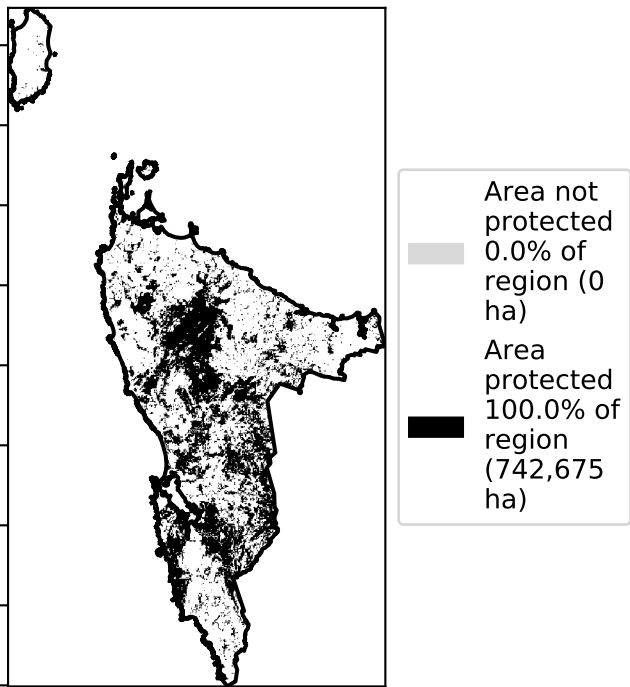 Area not
protected
0.0% of
region (0
ha)
Area
protected
100.0% of
region
(742,675
ha)